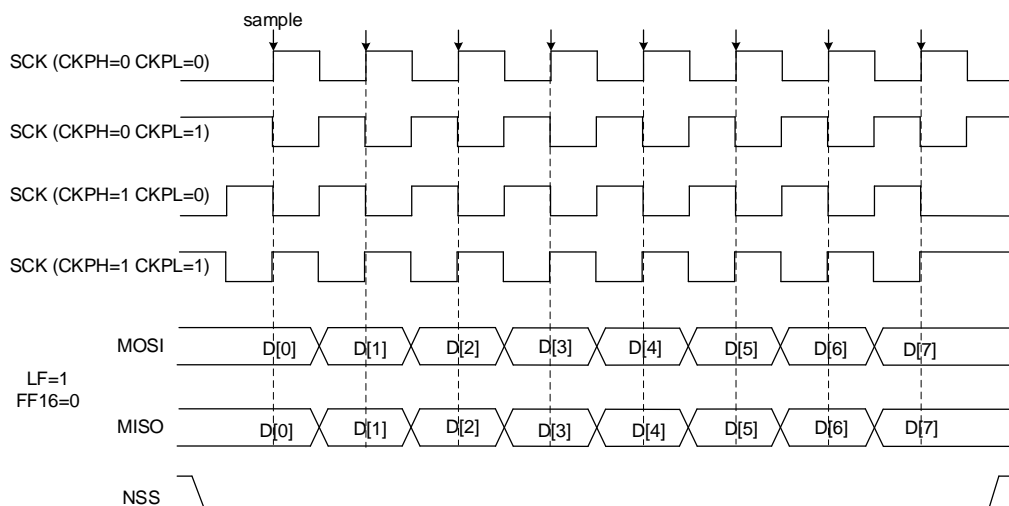 sample
SCK (CKPH=0 CKPL=0)
SCK (CKPH=0 CKPL=1)
SCK (CKPH=1 CKPL=0)
SCK (CKPH=1 CKPL=1)
MOSI
D[0] D[1] D[2] D[3] D[4] D[5] D[6] D[7]
LF=1
FF16=0
MISO
D[0] D[1] D[2] D[3] D[4] D[5] D[6] D[7]
NSS